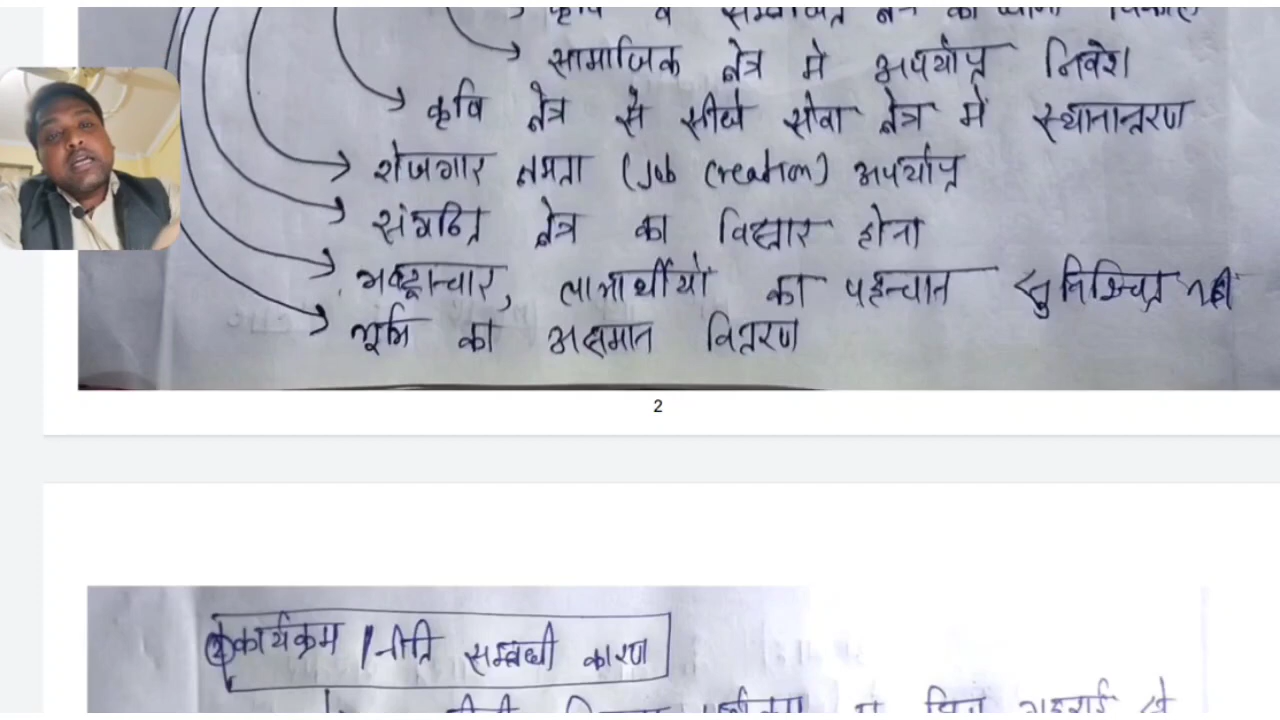 सामाजिक क्षेत्र में अपर्याप्त निवेश
कृषि क्षेत्र से सीधे सेवा क्षेत्र में स्थानान्तरण
रोजगार क्षमता (Job Creation) अपर्याप्त
संगठित क्षेत्र का विस्तार होना
भ्रष्टाचार, लाभार्थीयों का पहचान सुनिश्चित नहीं
भूमि का असमान वितरण
2
② कार्यक्रम / नीति सम्बन्धी कारण